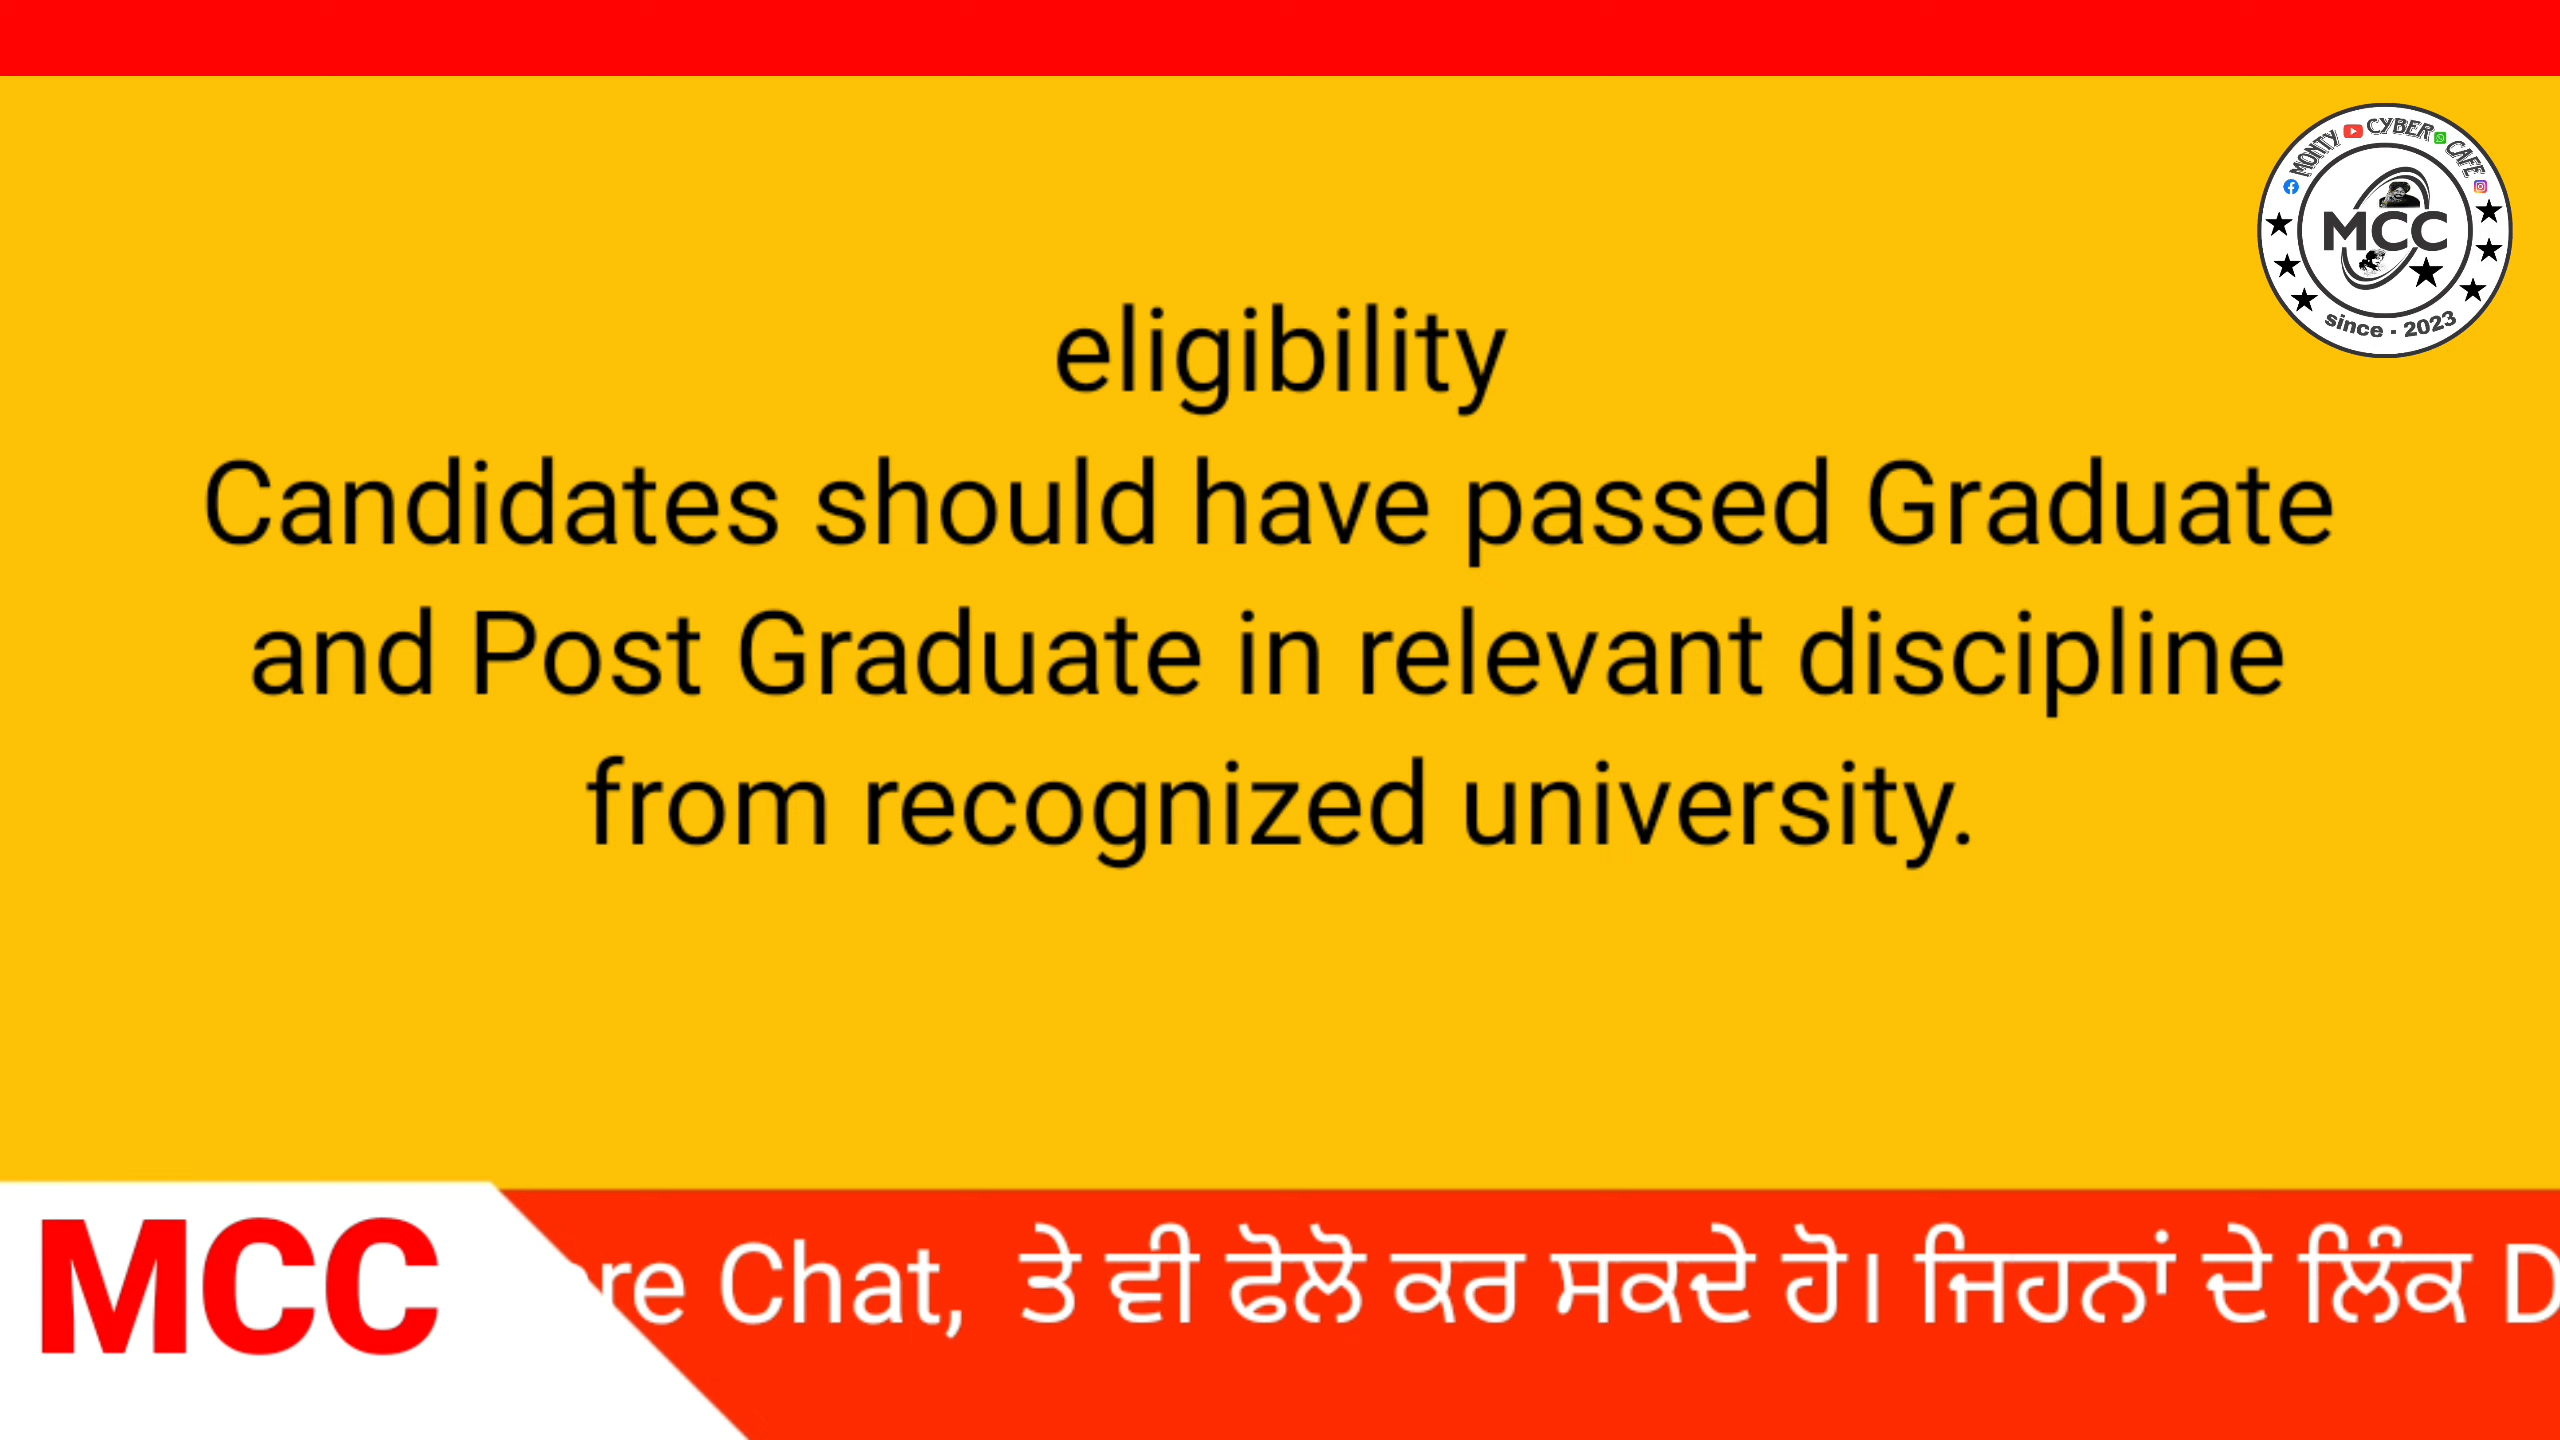 MONTY CYBER CAFE
MCC
since - 2023
eligibility
Candidates should have passed Graduate
and Post Graduate in relevant discipline
from recognized university.
MCC
Chat, ਤੇ ਵੀ ਫੋਲੋ ਕਰ ਸਕਦੇ ਹੋ। ਜਿਹਨਾਂ ਦੇ ਲਿੰਕ